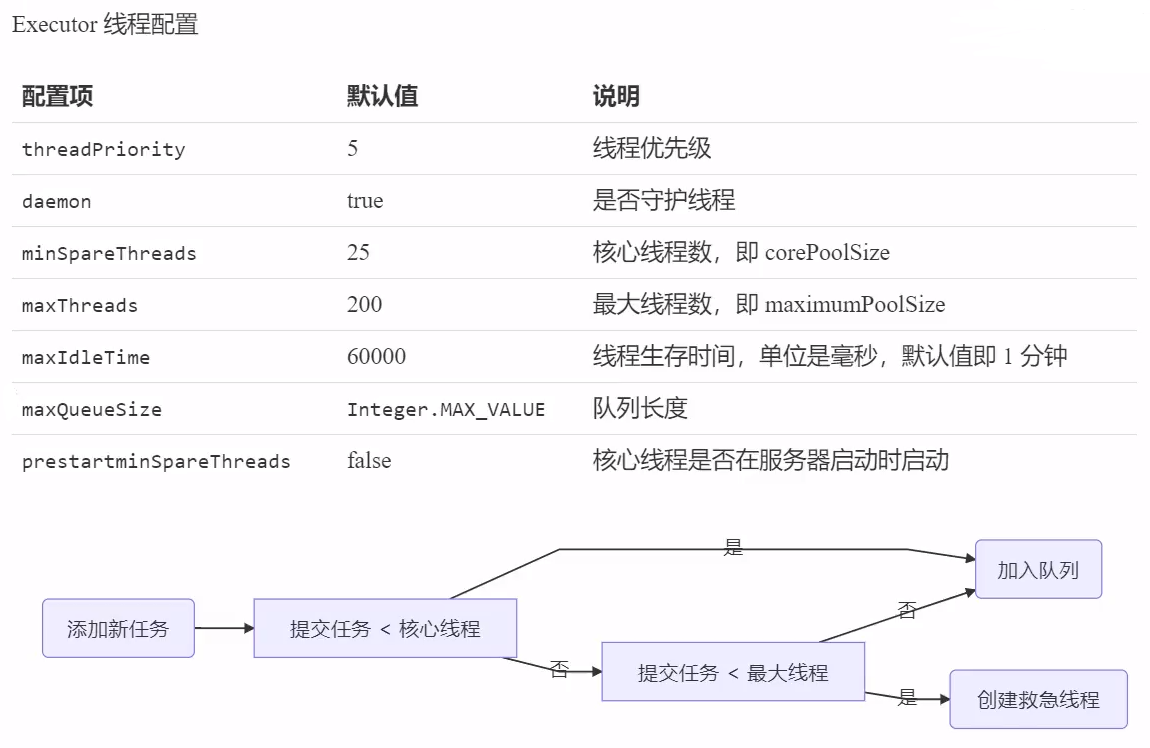 Executor 线程配置
配置项 默认值 说明
threadPriority 5 线程优先级
daemon true 是否守护线程
minSpareThreads 25 核心线程数，即 corePoolSize
maxThreads 200 最大线程数，即 maximumPoolSize
maxIdleTime 60000 线程生存时间，单位是毫秒，默认值即 1 分钟
maxQueueSize Integer.MAX_VALUE 队列长度
prestartminSpareThreads false 核心线程是否在服务器启动时启动
是
加入队列
添加新任务
提交任务 < 核心线程
否
否
提交任务 < 最大线程
是
创建救急线程